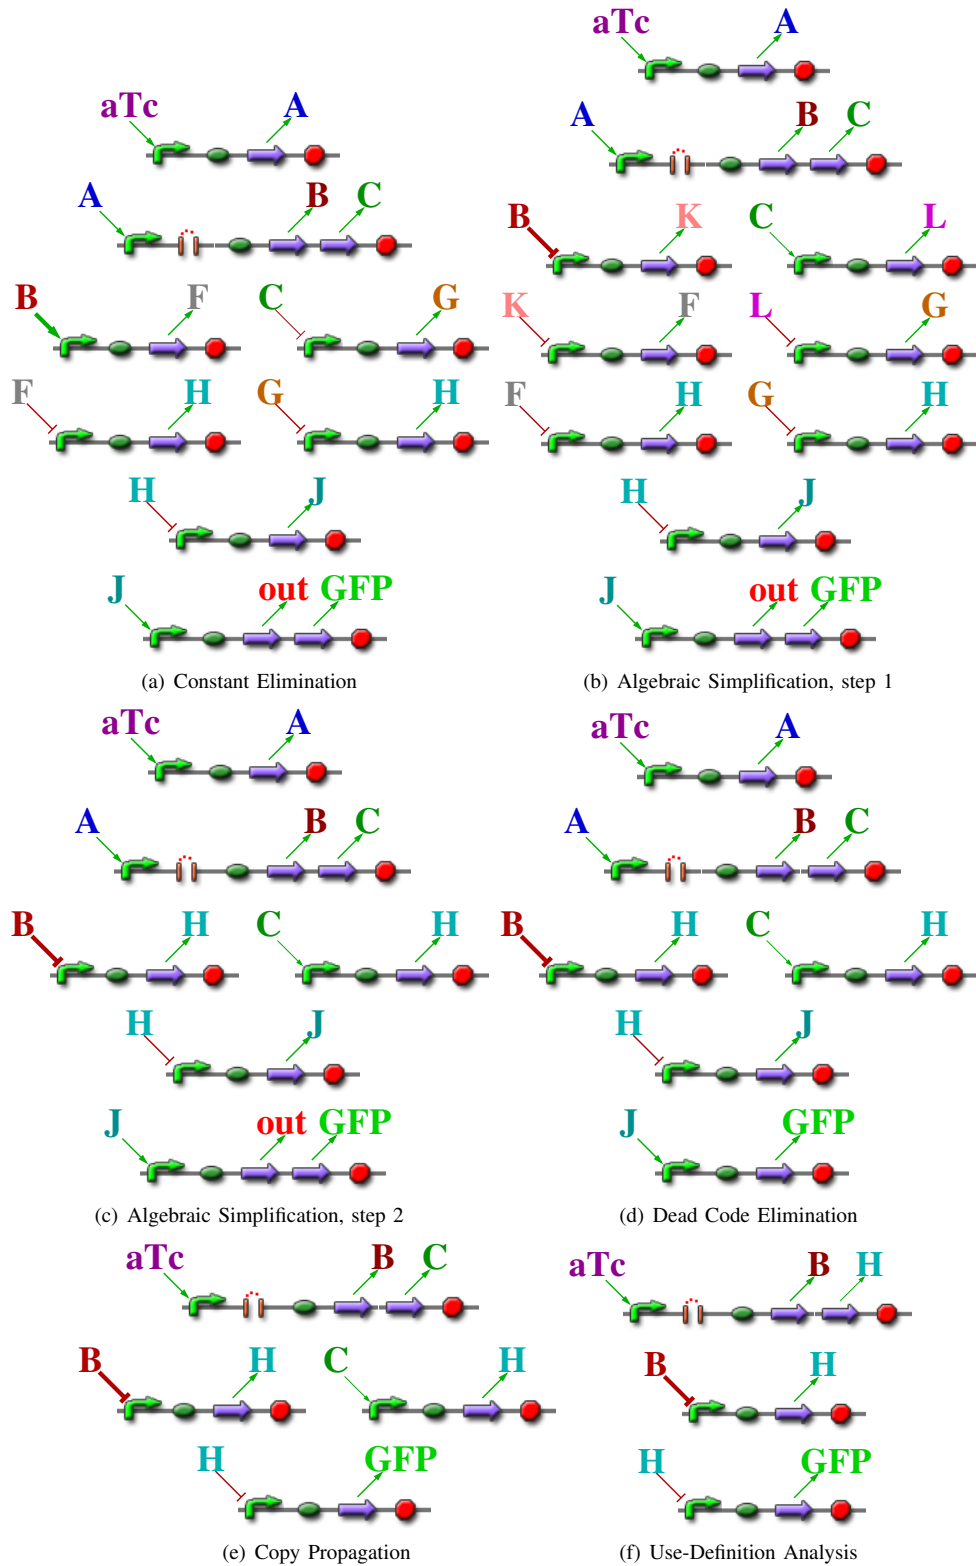 aTc A
A B C
B F C G
F H G H
H J
J out GFP
(a) Constant Elimination
aTc A
A B C
B K C L
K F L G
F H G H
H J
J out GFP
(b) Algebraic Simplification, step 1
aTc A
A B C
B H C H
H J
J out GFP
(c) Algebraic Simplification, step 2
aTc A
A B C
B H C H
H J
J GFP
(d) Dead Code Elimination
aTc B C
B H C H
H GFP
(e) Copy Propagation
aTc B H
B H
H GFP
(f) Use-Definition Analysis